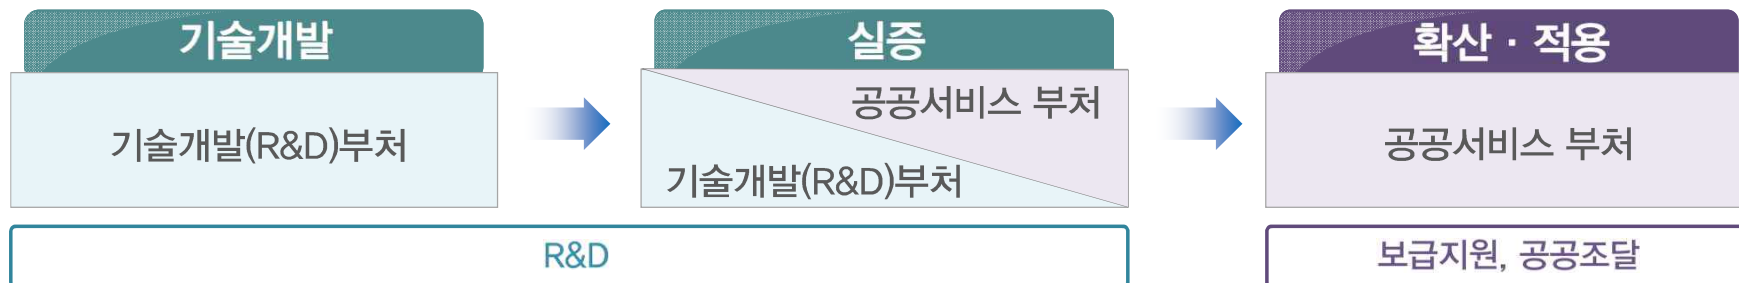 기술개발
실증
확산 · 적용
기술개발(R&D)부처
공공서비스 부처
기술개발(R&D)부처
공공서비스 부처
R&D
보급지원, 공공조달